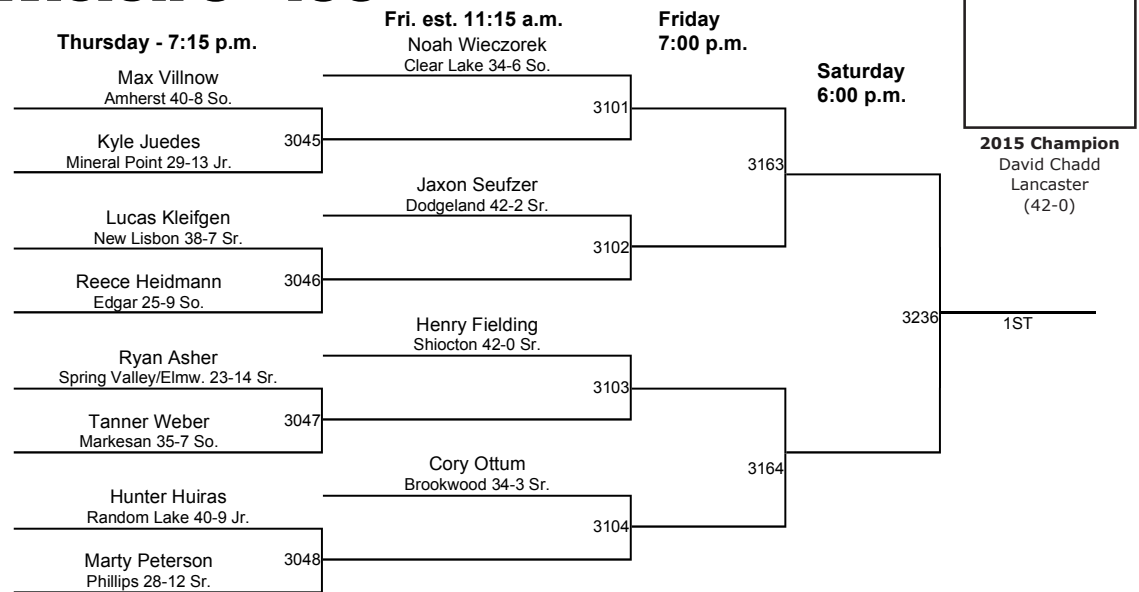 Fri. est. 11:15 a.m.
Friday
7:00 p.m.
Thursday - 7:15 p.m.
Saturday
6:00 p.m.
Max Villnow
Amherst 40-8 So.
Kyle Juedes
Mineral Point 29-13 Jr.
3045
Lucas Kleifgen
New Lisbon 38-7 Sr.
Reece Heidmann
Edgar 25-9 So.
3046
Ryan Asher
Spring Valley/Elmw. 23-14 Sr.
Tanner Weber
Markesan 35-7 So.
3047
Hunter Huiras
Random Lake 40-9 Jr.
Marty Peterson
Phillips 28-12 Sr.
3048
Noah Wieczorek
Clear Lake 34-6 So.
3101
Jaxon Seufzer
Dodgeland 42-2 Sr.
3102
Henry Fielding
Shiocton 42-0 Sr.
3103
Cory Ottum
Brookwood 34-3 Sr.
3104
3163
3164
3236
1ST
2015 Champion
David Chadd
Lancaster
(42-0)